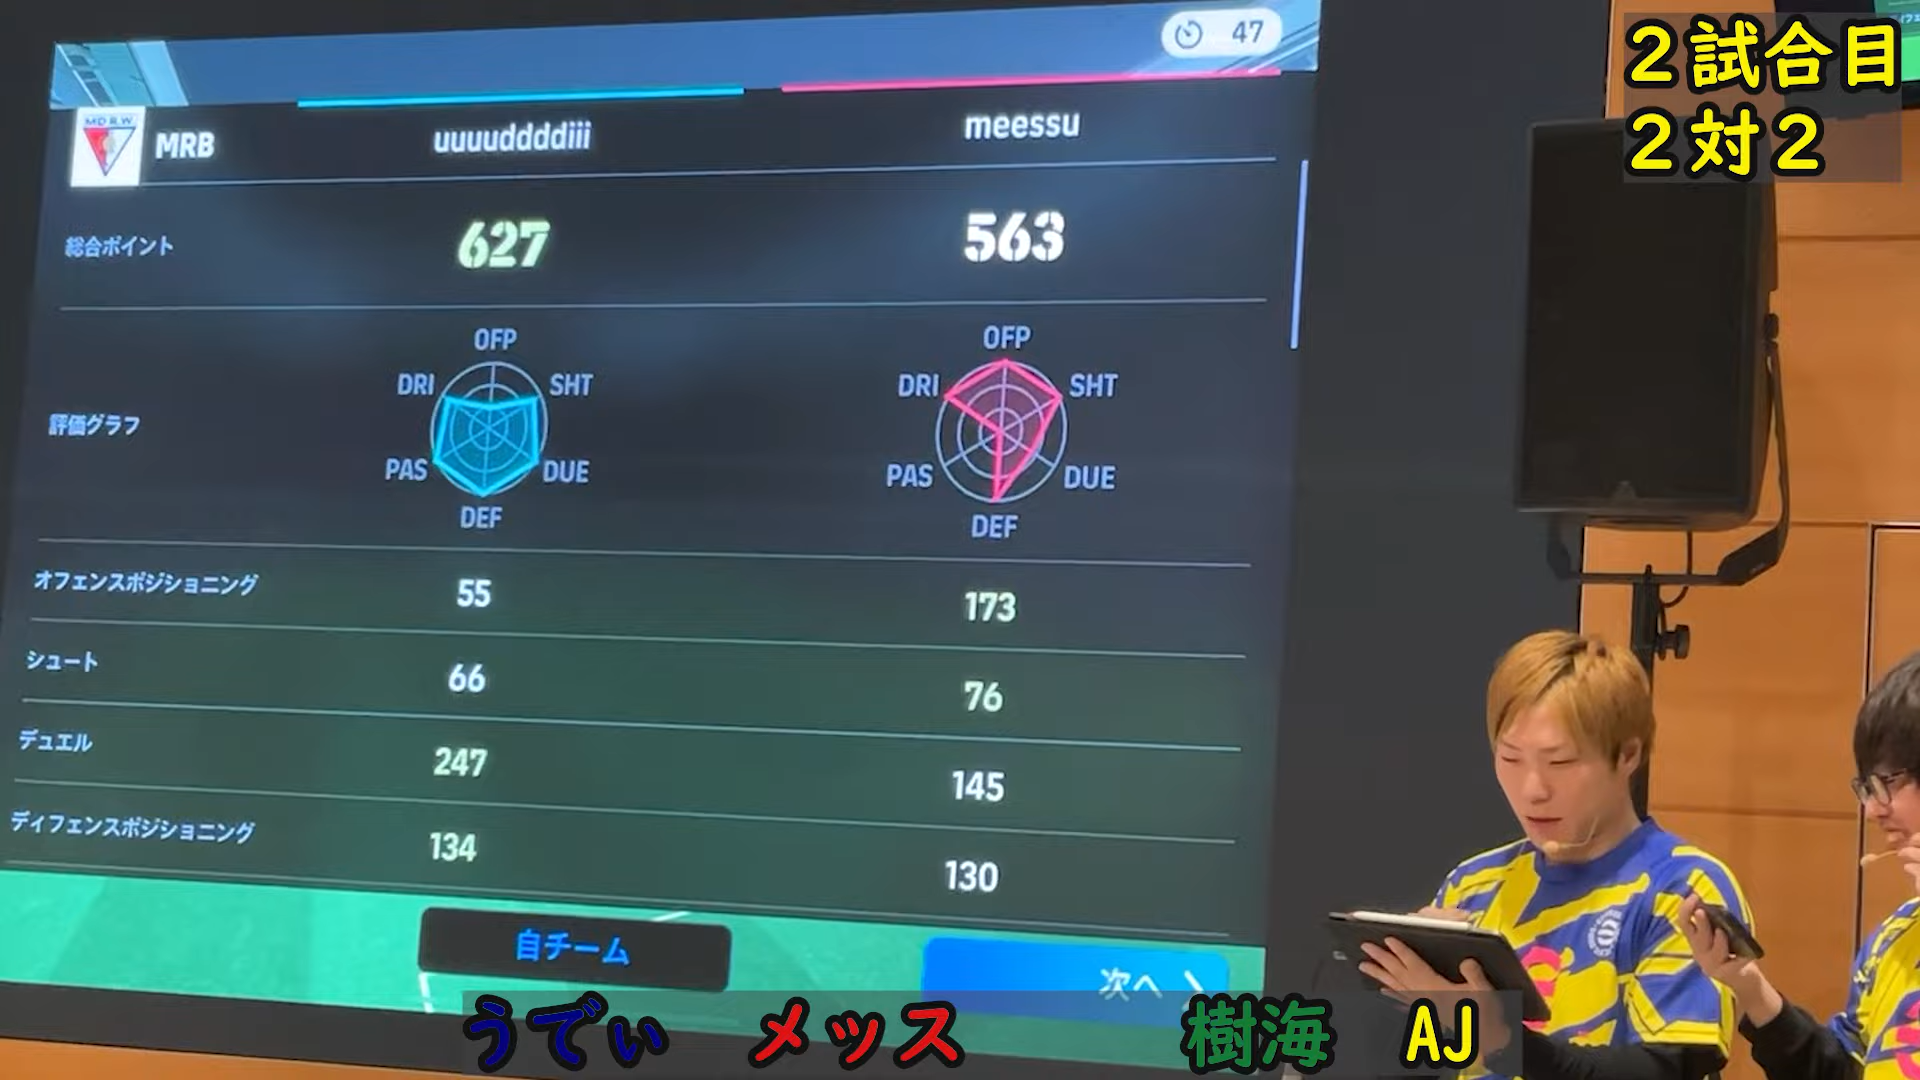 47
2試合目
2対2
MD R.W
MRB
uuuuddddiii
meessu
総合ポイント
627
563
評価グラフ
OFP
DRI
SHT
PAS
DUE
DEF
OFP
DRI
SHT
PAS
DUE
DEF
オフェンスポジショニング
55
173
シュート
66
76
デュエル
247
145
ディフェンスポジショニング
134
130
自チーム
次へ
うでぃ メッス 樹海 AJ